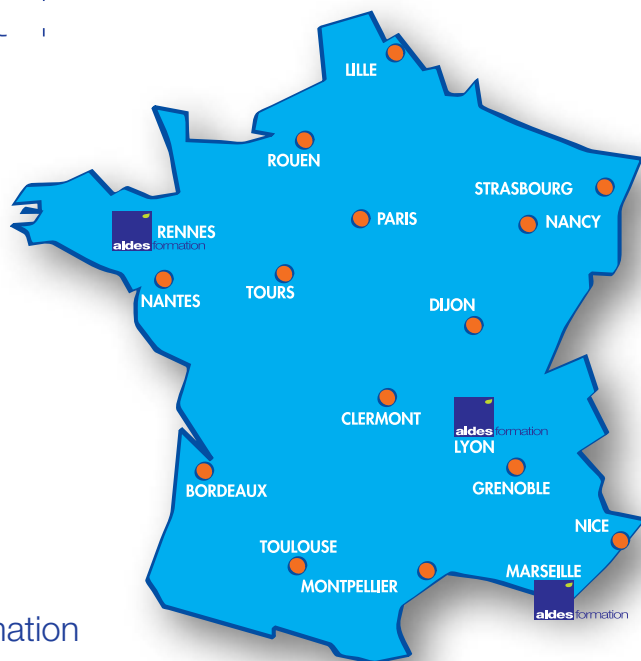 LILLE
ROUEN
STRASBOURG
PARIS
NANCY
RENNES
aldes formation
NANTES
TOURS
DIJON
CLERMONT
aldes formation
LYON
BORDEAUX
GRENOBLE
NICE
TOULOUSE
MONTPELLIER
MARSEILLE
aldes formation